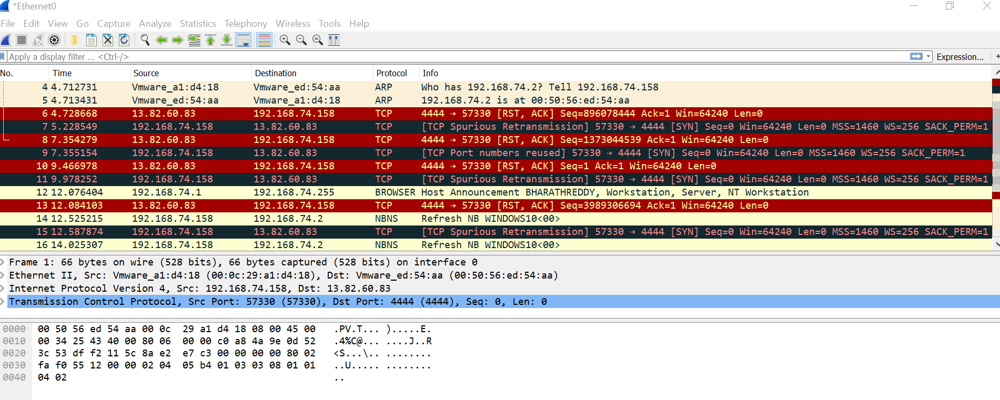 *Ethernet0
File Edit View Go Capture Analyze Statistics Telephony Wireless Tools Help
Apply a display filter ... <Ctrl-/> Expression... +
No. Time Source Destination Protocol Info
4 4.712731 Vmware_a1:d4:18 Vmware_ed:54:aa ARP Who has 192.168.74.2? Tell 192.168.74.158
5 4.713431 Vmware_ed:54:aa Vmware_a1:d4:18 ARP 192.168.74.2 is at 00:50:56:ed:54:aa
6 4.728668 13.82.60.83 192.168.74.158 TCP 4444 → 57330 [RST, ACK] Seq=896078444 Ack=1 Win=64240 Len=0
7 5.228549 192.168.74.158 13.82.60.83 TCP [TCP Spurious Retransmission] 57330 → 4444 [SYN] Seq=0 Win=64240 Len=0 MSS=1460 WS=256 SACK_PERM=1
8 7.354279 13.82.60.83 192.168.74.158 TCP 4444 → 57330 [RST, ACK] Seq=1373044539 Ack=1 Win=64240 Len=0
9 7.355154 192.168.74.158 13.82.60.83 TCP [TCP Port numbers reused] 57330 → 4444 [SYN] Seq=0 Win=64240 Len=0 MSS=1460 WS=256 SACK_PERM=1
10 9.466978 13.82.60.83 192.168.74.158 TCP 4444 → 57330 [RST, ACK] Seq=1 Ack=1 Win=64240 Len=0
11 9.978252 192.168.74.158 13.82.60.83 TCP [TCP Spurious Retransmission] 57330 → 4444 [SYN] Seq=0 Win=64240 Len=0 MSS=1460 WS=256 SACK_PERM=1
12 12.076404 192.168.74.1 192.168.74.255 BROWSER Host Announcement BHARATHREDDY, Workstation, Server, NT Workstation
13 12.084103 13.82.60.83 192.168.74.158 TCP 4444 → 57330 [RST, ACK] Seq=3989306694 Ack=1 Win=64240 Len=0
14 12.525215 192.168.74.158 192.168.74.2 NBNS Refresh NB WINDOWS10<00>
15 12.587874 192.168.74.158 13.82.60.83 TCP [TCP Spurious Retransmission] 57330 → 4444 [SYN] Seq=0 Win=64240 Len=0 MSS=1460 WS=256 SACK_PERM=1
16 14.025307 192.168.74.158 192.168.74.2 NBNS Refresh NB WINDOWS10<00>
Frame 1: 66 bytes on wire (528 bits), 66 bytes captured (528 bits) on interface 0
Ethernet II, Src: Vmware_a1:d4:18 (00:0c:29:a1:d4:18), Dst: Vmware_ed:54:aa (00:50:56:ed:54:aa)
Internet Protocol Version 4, Src: 192.168.74.158, Dst: 13.82.60.83
Transmission Control Protocol, Src Port: 57330 (57330), Dst Port: 4444 (4444), Seq: 0, Len: 0
0000 00 50 56 ed 54 aa 00 0c 29 a1 d4 18 08 00 45 00 .PV.T... ).....E.
0010 00 34 25 43 40 00 80 06 00 00 c0 a8 4a 9e 0d 52 .4%C@... ....J..R
0020 3c 53 df f2 11 5c 8a e2 e7 c3 00 00 00 00 80 02 <S...\.. ........
0030 fa f0 55 12 00 00 02 04 05 b4 01 03 03 08 01 01 ..U..... ........
0040 04 02 ..